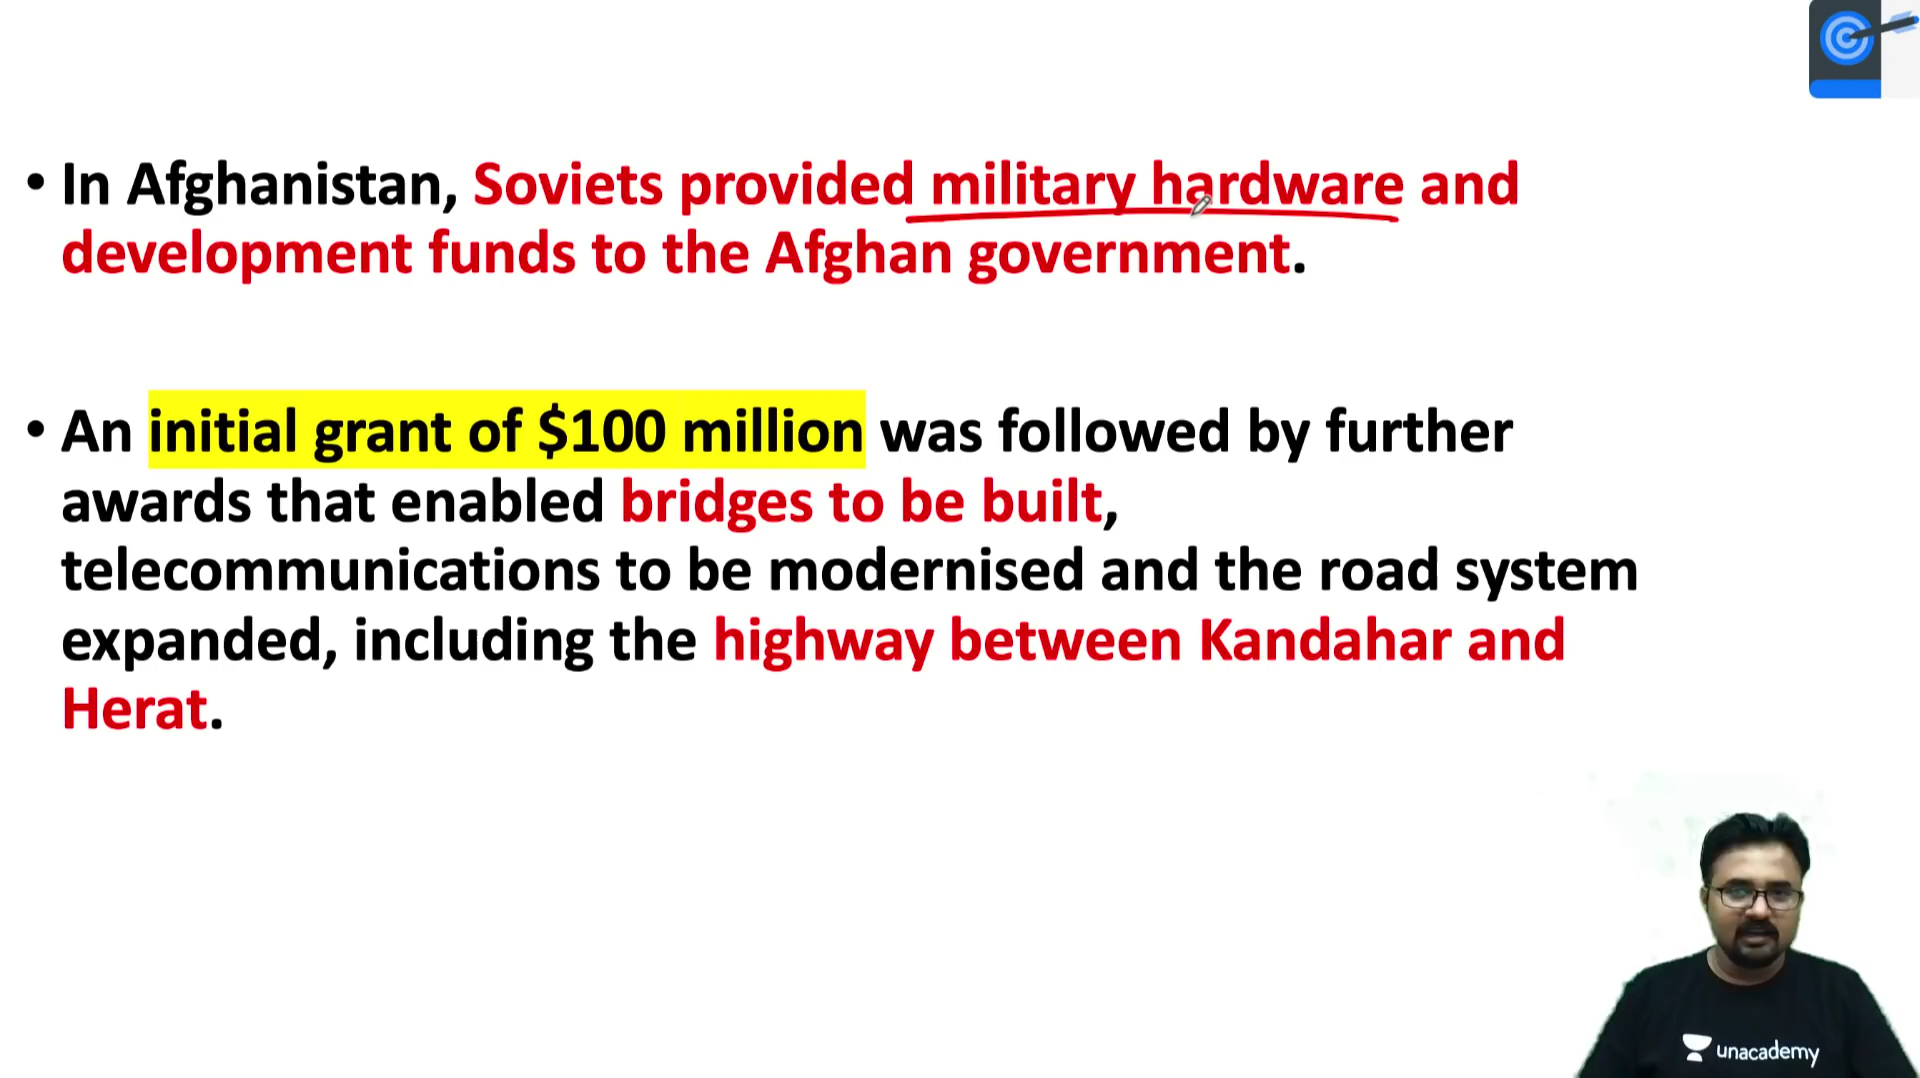 • In Afghanistan, Soviets provided military hardware and
development funds to the Afghan government.
• An initial grant of $100 million was followed by further
awards that enabled bridges to be built,
telecommunications to be modernised and the road system
expanded, including the highway between Kandahar and
Herat.
unacademy